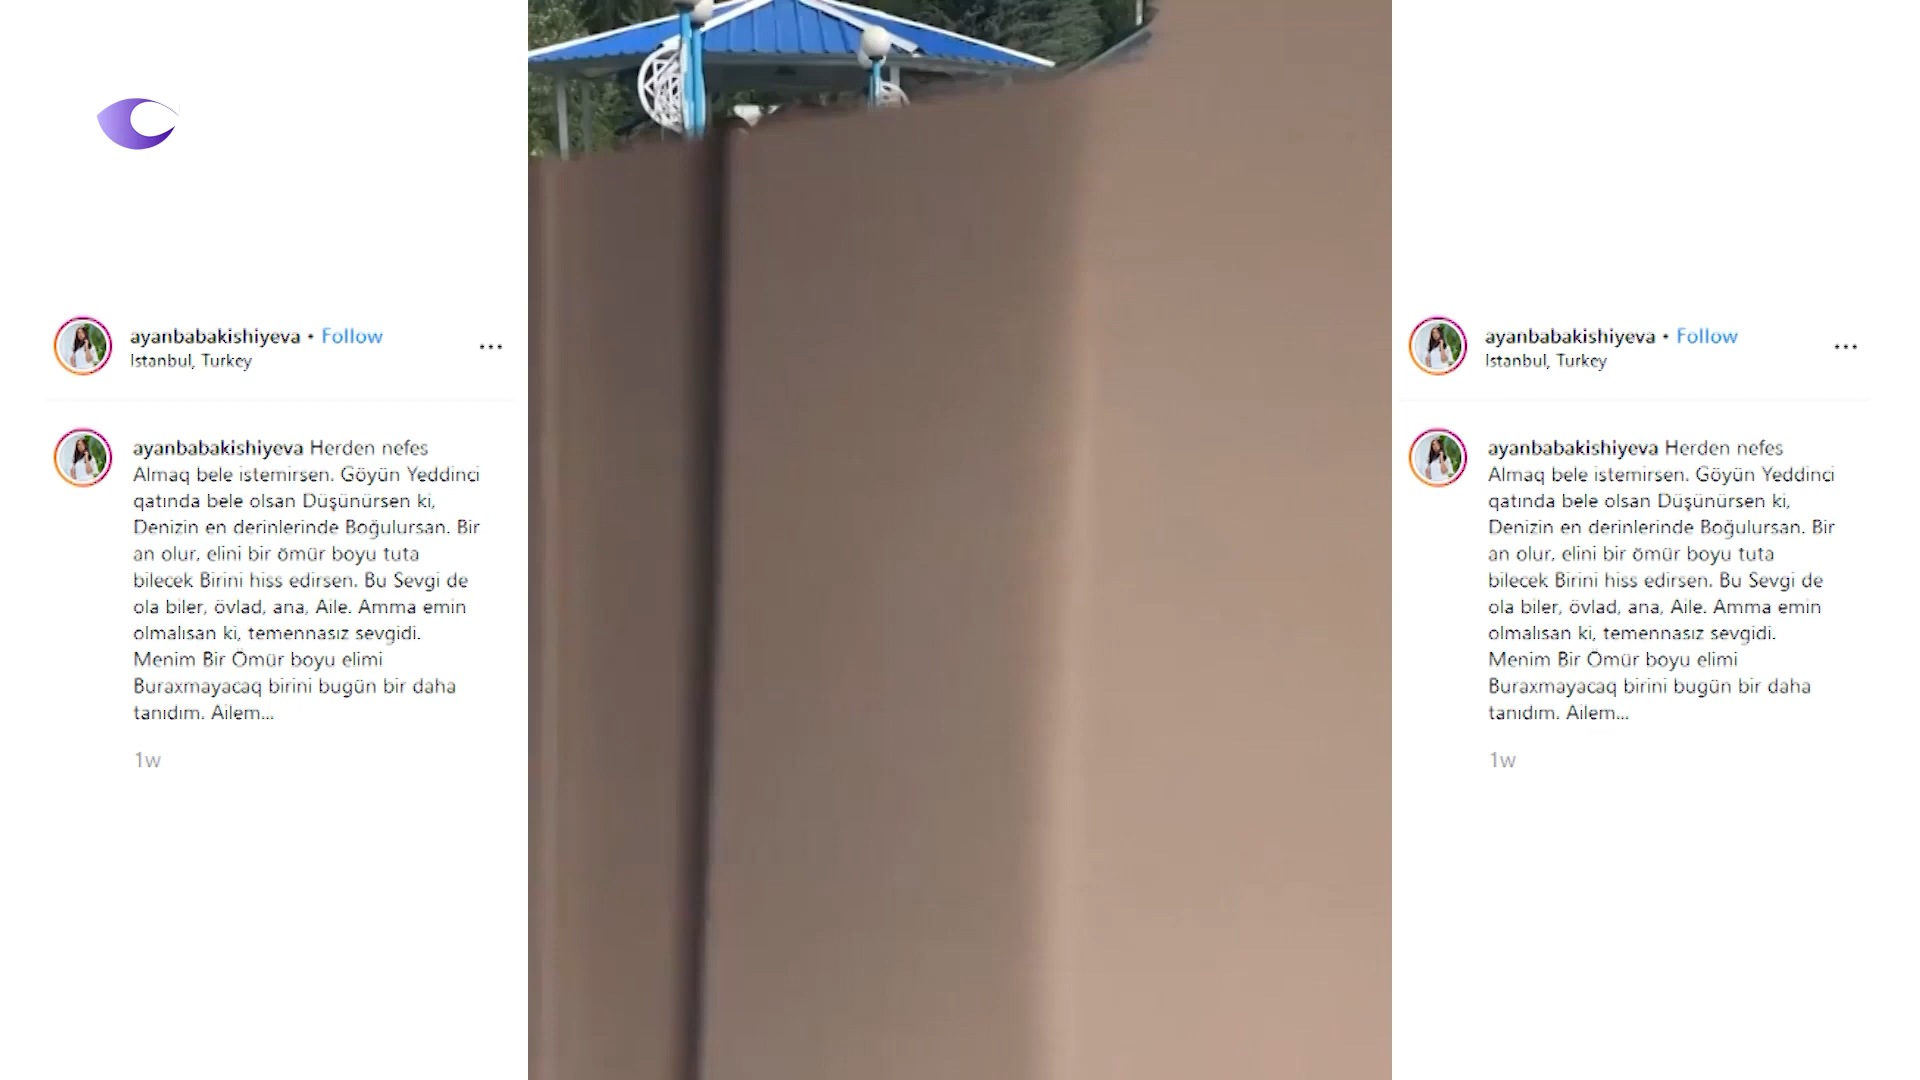 ayanbabakishiyeva • Follow
Istanbul, Turkey
ayanbabakishiyeva Herden nefes
Almaq bele istemirsen. Göyün Yeddinci
qatında bele olsan Düşünürsen ki,
Denizin en derinlerinde Boğulursan. Bir
an olur, elini bir ömür boyu tuta
bilecek Birini hiss edirsen. Bu Sevgi de
ola biler, övlad, ana, Aile. Amma emin
olmalısan ki, temennasız sevgidi.
Menim Bir Ömür boyu elimi
Buraxmayacaq birini bugün bir daha
tanıdım. Ailem...
1w
ayanbabakishiyeva • Follow
Istanbul, Turkey
ayanbabakishiyeva Herden nefes
Almaq bele istemirsen. Göyün Yeddinci
qatında bele olsan Düşünürsen ki,
Denizin en derinlerinde Boğulursan. Bir
an olur, elini bir ömür boyu tuta
bilecek Birini hiss edirsen. Bu Sevgi de
ola biler, övlad, ana, Aile. Amma emin
olmalısan ki, temennasız sevgidi.
Menim Bir Ömür boyu elimi
Buraxmayacaq birini bugün bir daha
tanıdım. Ailem...
1w